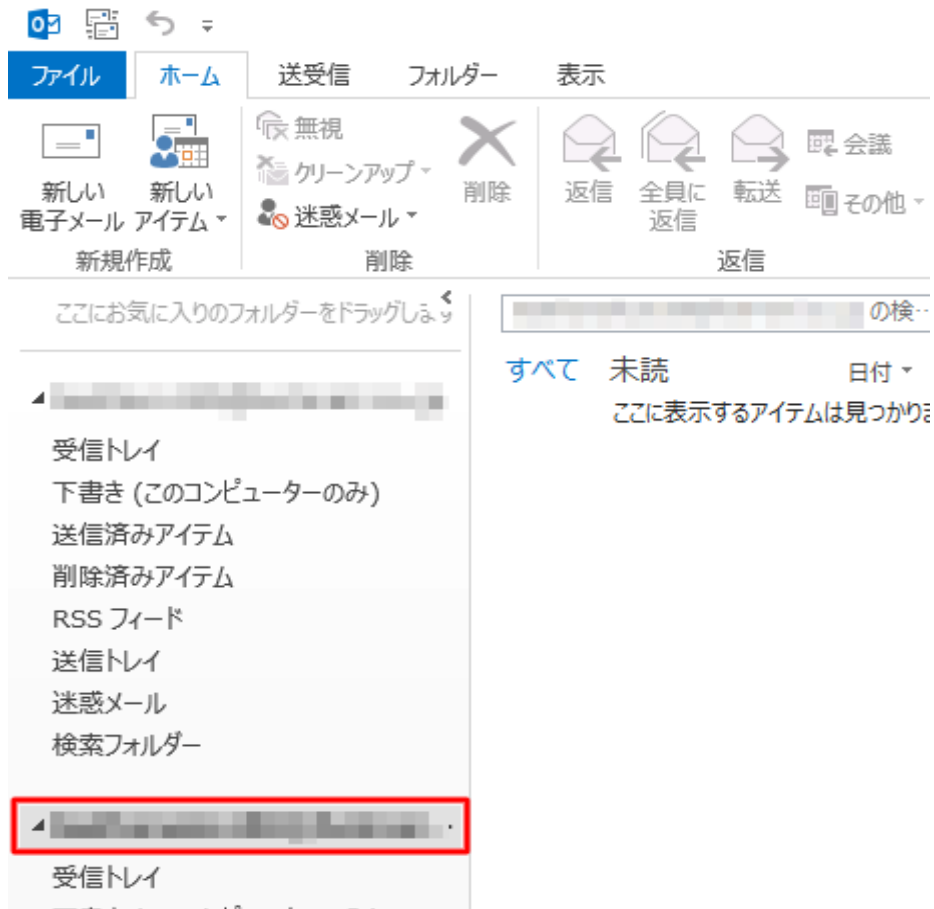 ファイル ホーム 送受信 フォルダー 表示
無視
クリーンアップ
迷惑メール
新しい
電子メール
新しい
アイテム
削除
返信
全員に
返信
転送
会議
その他
新規作成 削除 返信
ここにお気に入りのフォルダーをドラッグしま
の検…
すべて 未読 日付
ここに表示するアイテムは見つかりま
受信トレイ
下書き (このコンピューターのみ)
送信済みアイテム
削除済みアイテム
RSS フィード
送信トレイ
迷惑メール
検索フォルダー
受信トレイ